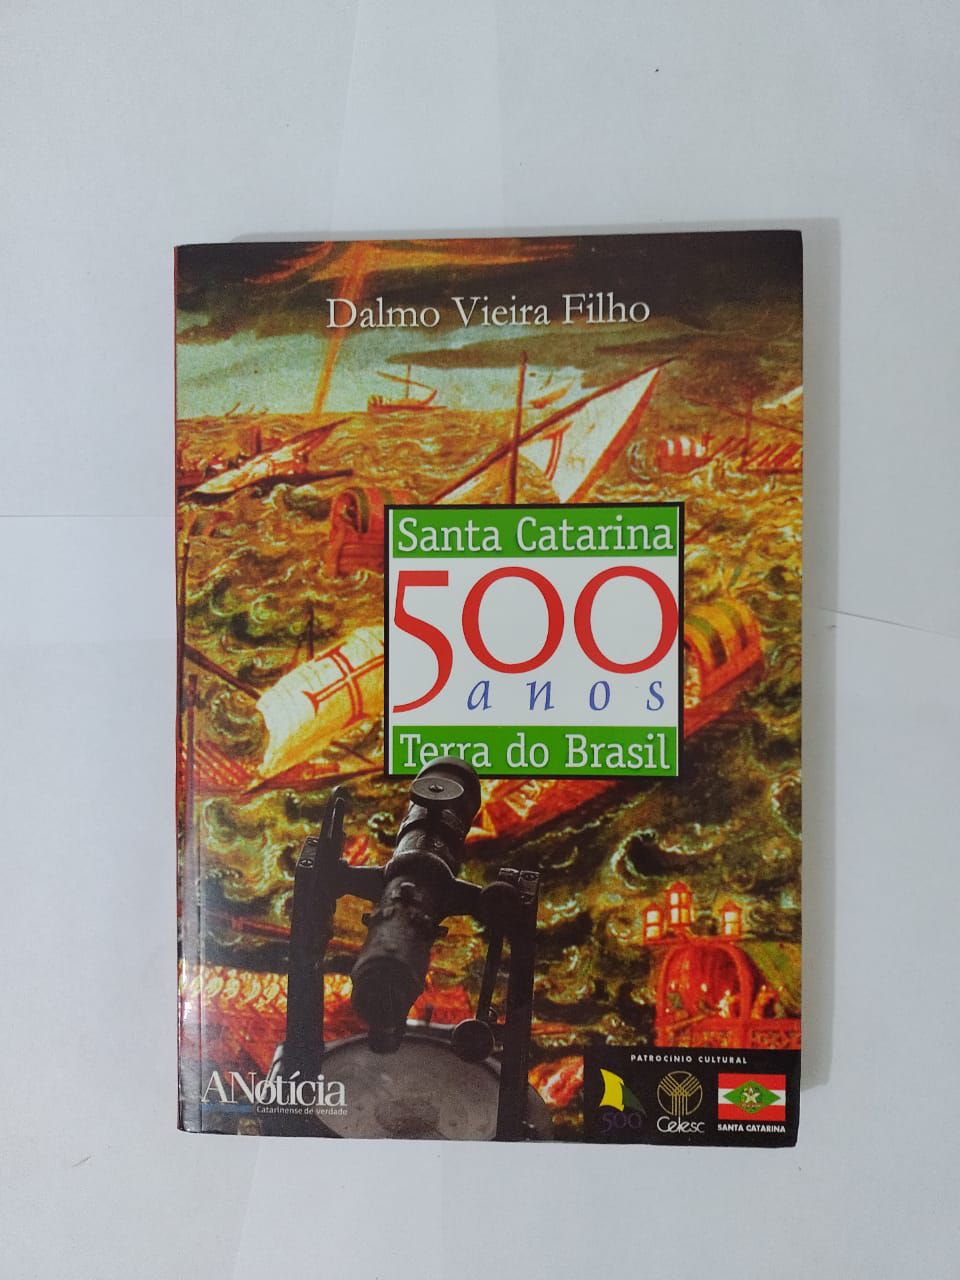 Dalmo Vieira Filho
Santa Catarina
500
anos
Terra do Brasil
PATROCÍNIO CULTURAL
ANotícia
Catarinense de verdade
500
Celesc
SANTA CATARINA